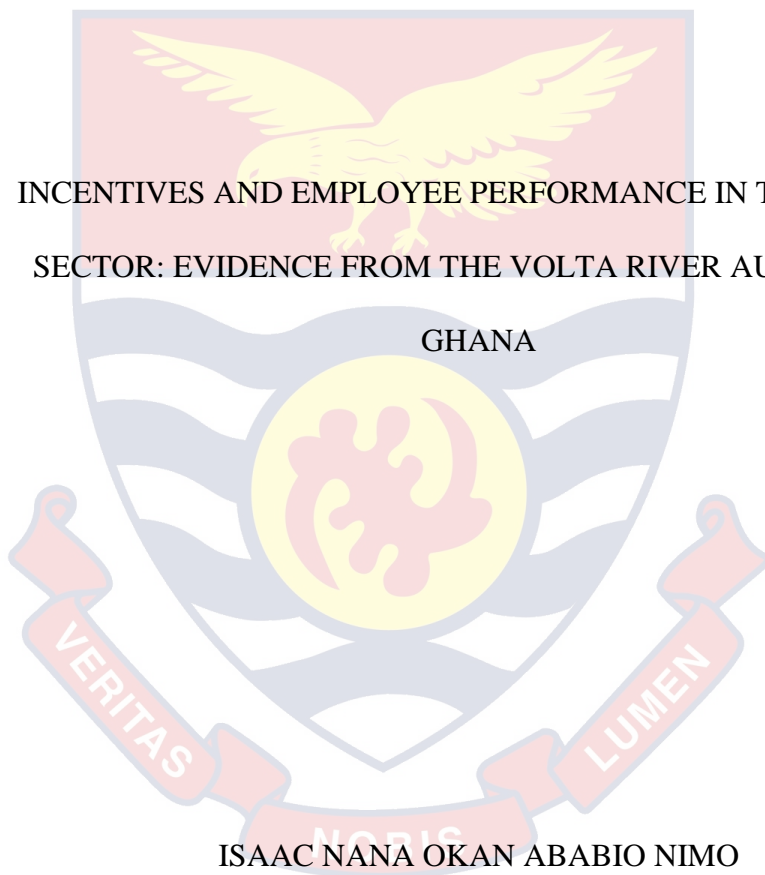 INCENTIVES AND EMPLOYEE PERFORMANCE IN
SECTOR: EVIDENCE FROM THE VOLTA RIVER
GHANA
VERITAS
LUMEN
NOBIS
ISAAC NANA OKAN ABABIO NIMO